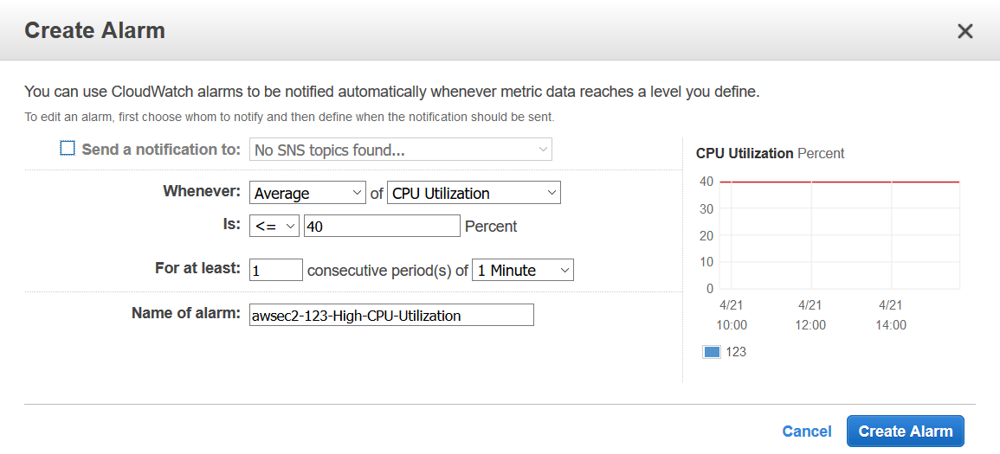 Create Alarm
You can use CloudWatch alarms to be notified automatically whenever metric data reaches a level you define.
To edit an alarm, first choose whom to notify and then define when the notification should be sent.
Send a notification to: No SNS topics found...
Whenever: Average of CPU Utilization
Is: <= 40 Percent
For at least: 1 consecutive period(s) of 1 Minute
Name of alarm: awsec2-123-High-CPU-Utilization
CPU Utilization Percent
40
30
20
10
0
4/21 4/21 4/21
10:00 12:00 14:00
123
Cancel Create Alarm